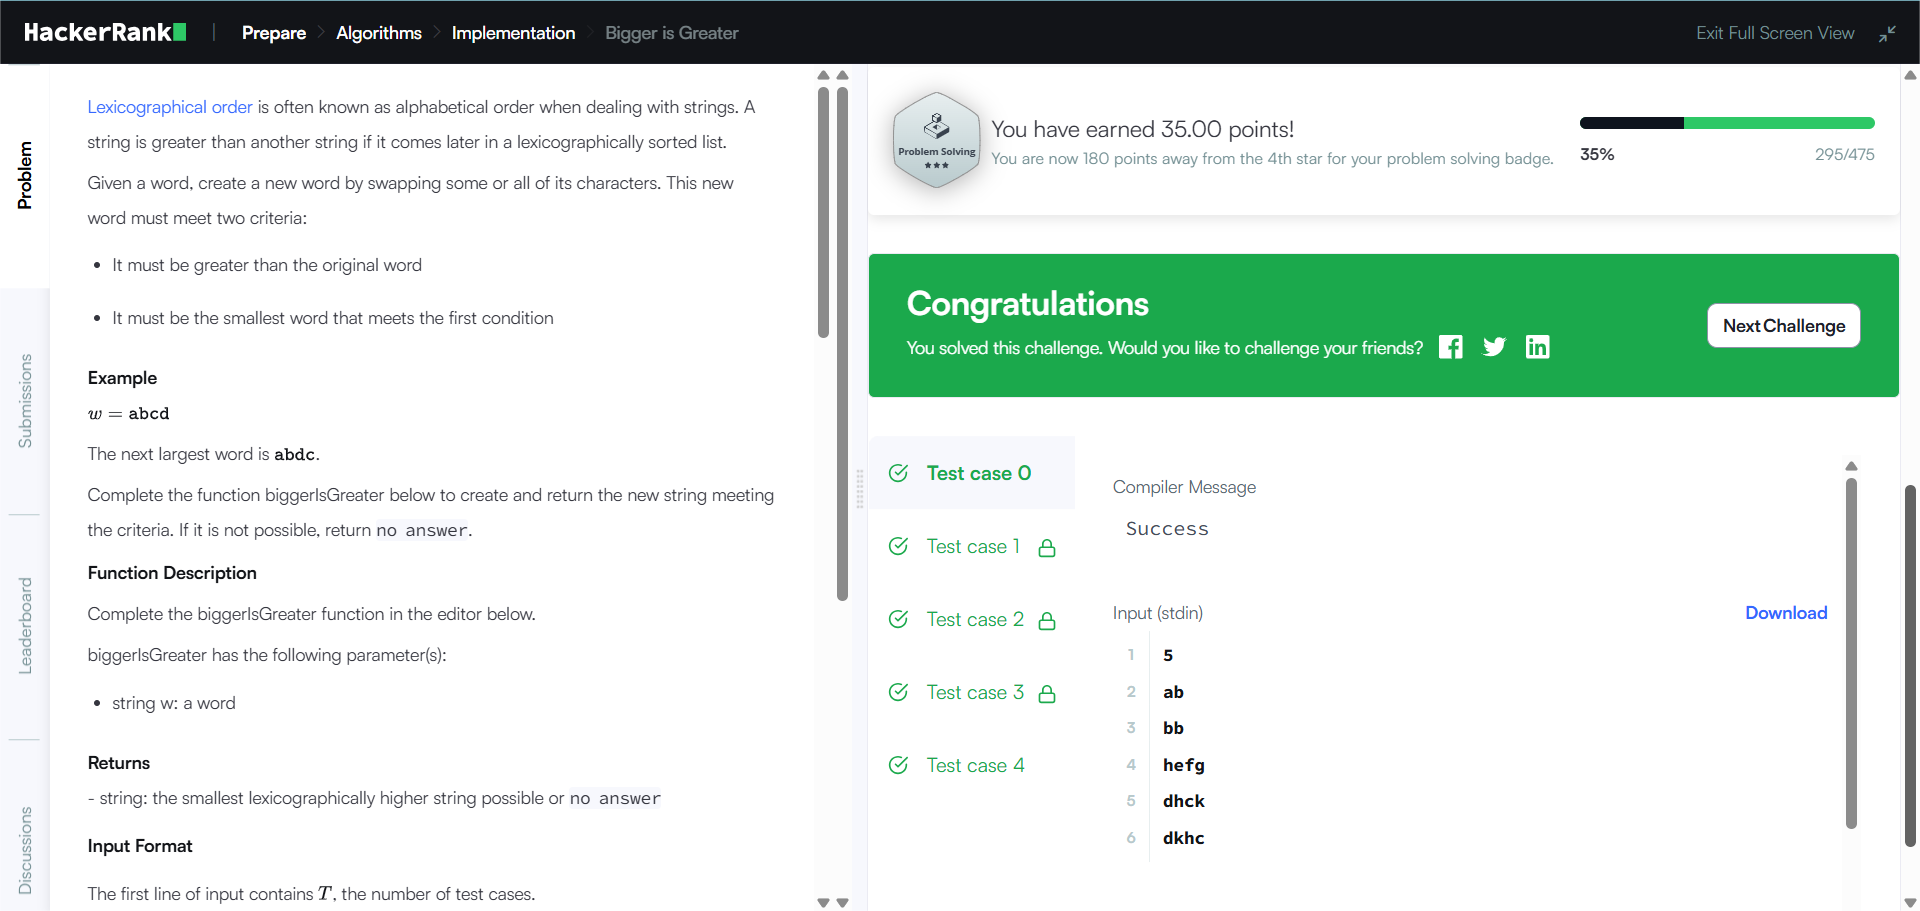 HackerRank | Prepare > Algorithms > Implementation > Bigger is Greater
Exit Full Screen View
Problem
Submissions
Leaderboard
Discussions
Lexicographical order is often known as alphabetical order when dealing with strings. A
string is greater than another string if it comes later in a lexicographically sorted list.
Given a word, create a new word by swapping some or all of its characters. This new
word must meet two criteria:
• It must be greater than the original word
• It must be the smallest word that meets the first condition
Example
w = abcd
The next largest word is abdc.
Complete the function biggerIsGreater below to create and return the new string meeting
the criteria. If it is not possible, return no answer.
Function Description
Complete the biggerIsGreater function in the editor below.
biggerIsGreater has the following parameter(s):
• string w: a word
Returns
- string: the smallest lexicographically higher string possible or no answer
Input Format
The first line of input contains T, the number of test cases.
Problem Solving
You have earned 35.00 points!
You are now 180 points away from the 4th star for your problem solving badge.
35%
295/475
Congratulations
You solved this challenge. Would you like to challenge your friends?
Next Challenge
Test case 0
Test case 1
Test case 2
Test case 3
Test case 4
Compiler Message
Success
Input (stdin)
Download
1 5
2 ab
3 bb
4 hefg
5 dhck
6 dkhc